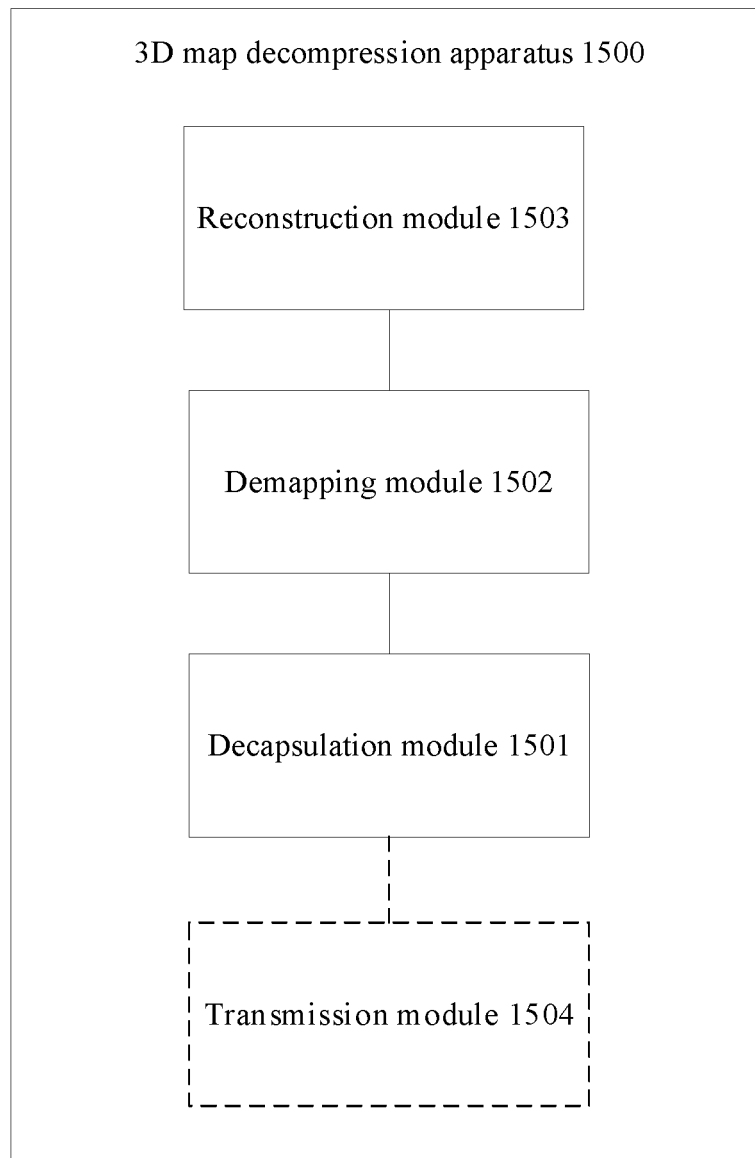 3D map decompression apparatus 1500
Reconstruction module 1503
Demapping module 1502
Decapsulation module 1501
Transmission module 1504